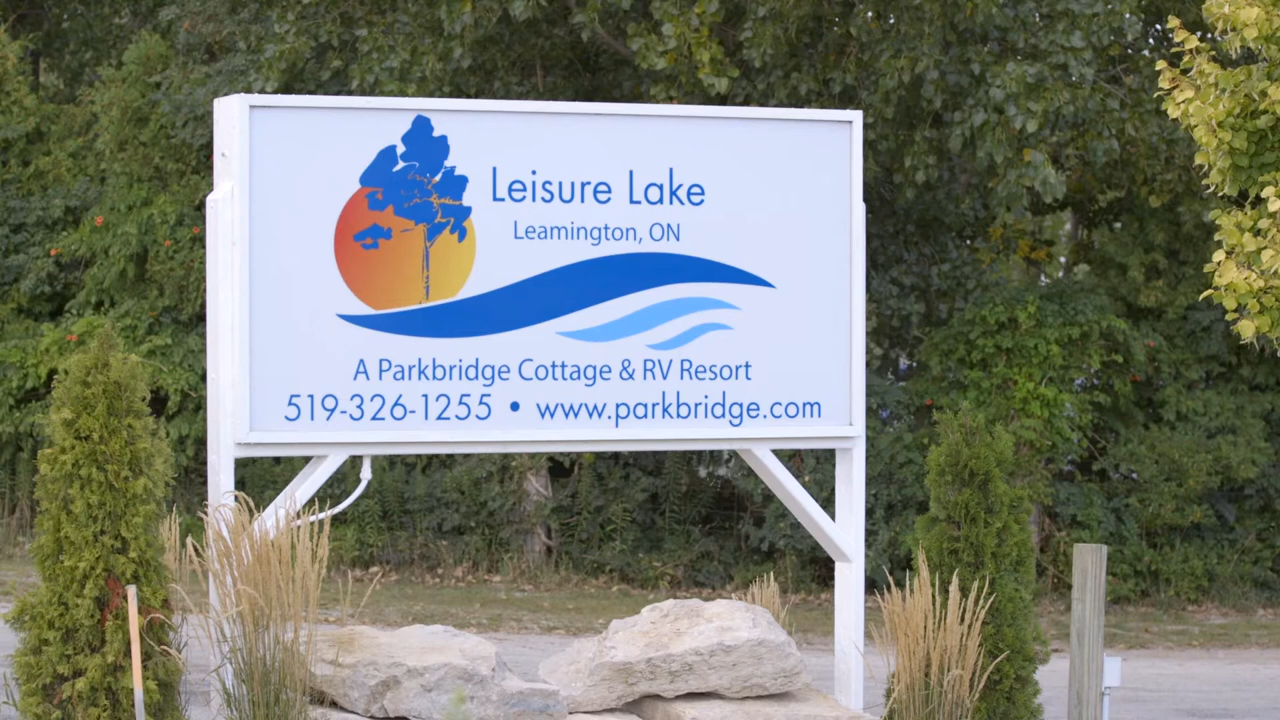 Leisure Lake
Leamington, ON
A Parkbridge Cottage & RV Resort
519-326-1255 • www.parkbridge.com